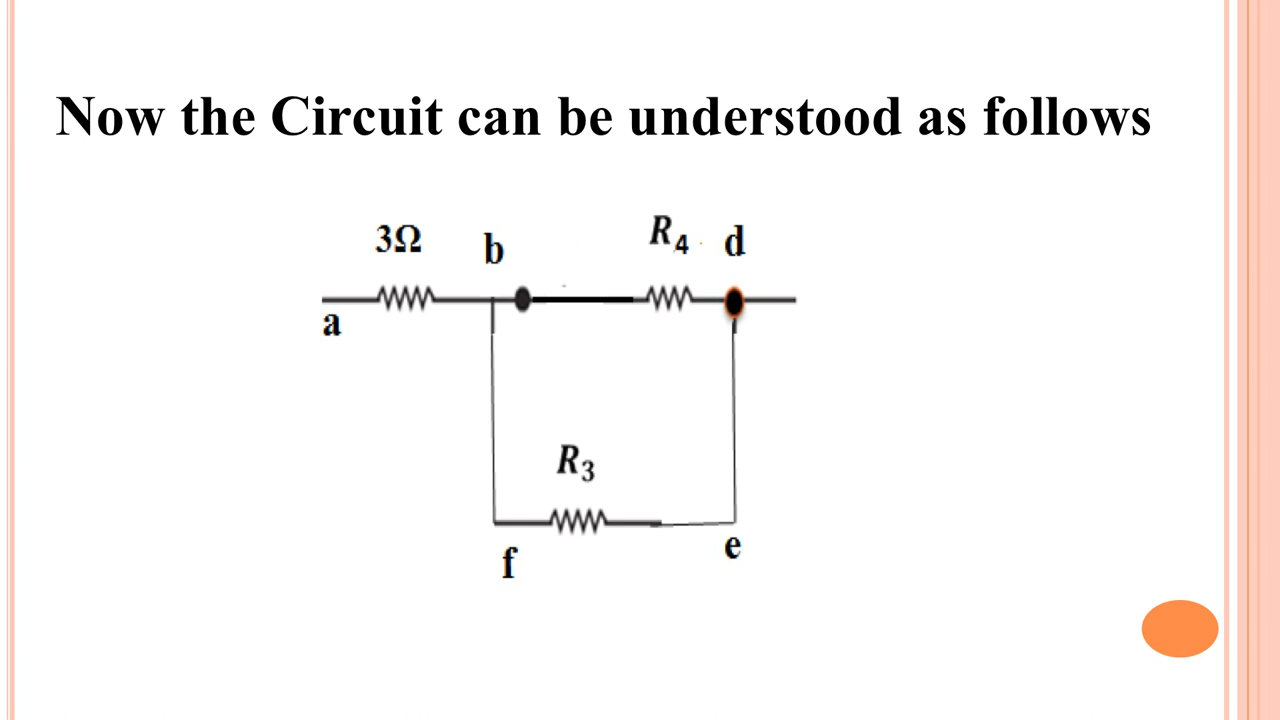 Now the Circuit can be understood as follows
3Ω b R₄ d
a
R₃
f e